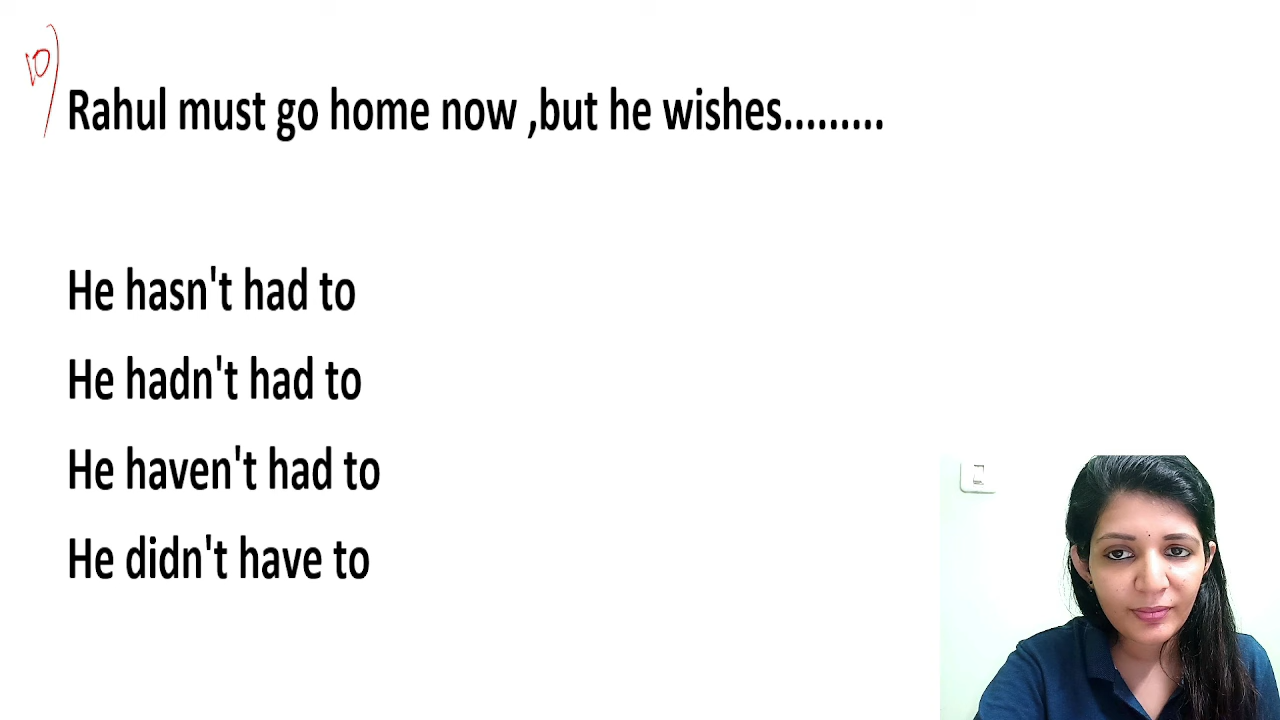 10)
Rahul must go home now ,but he wishes.........
He hasn't had to
He hadn't had to
He haven't had to
He didn't have to